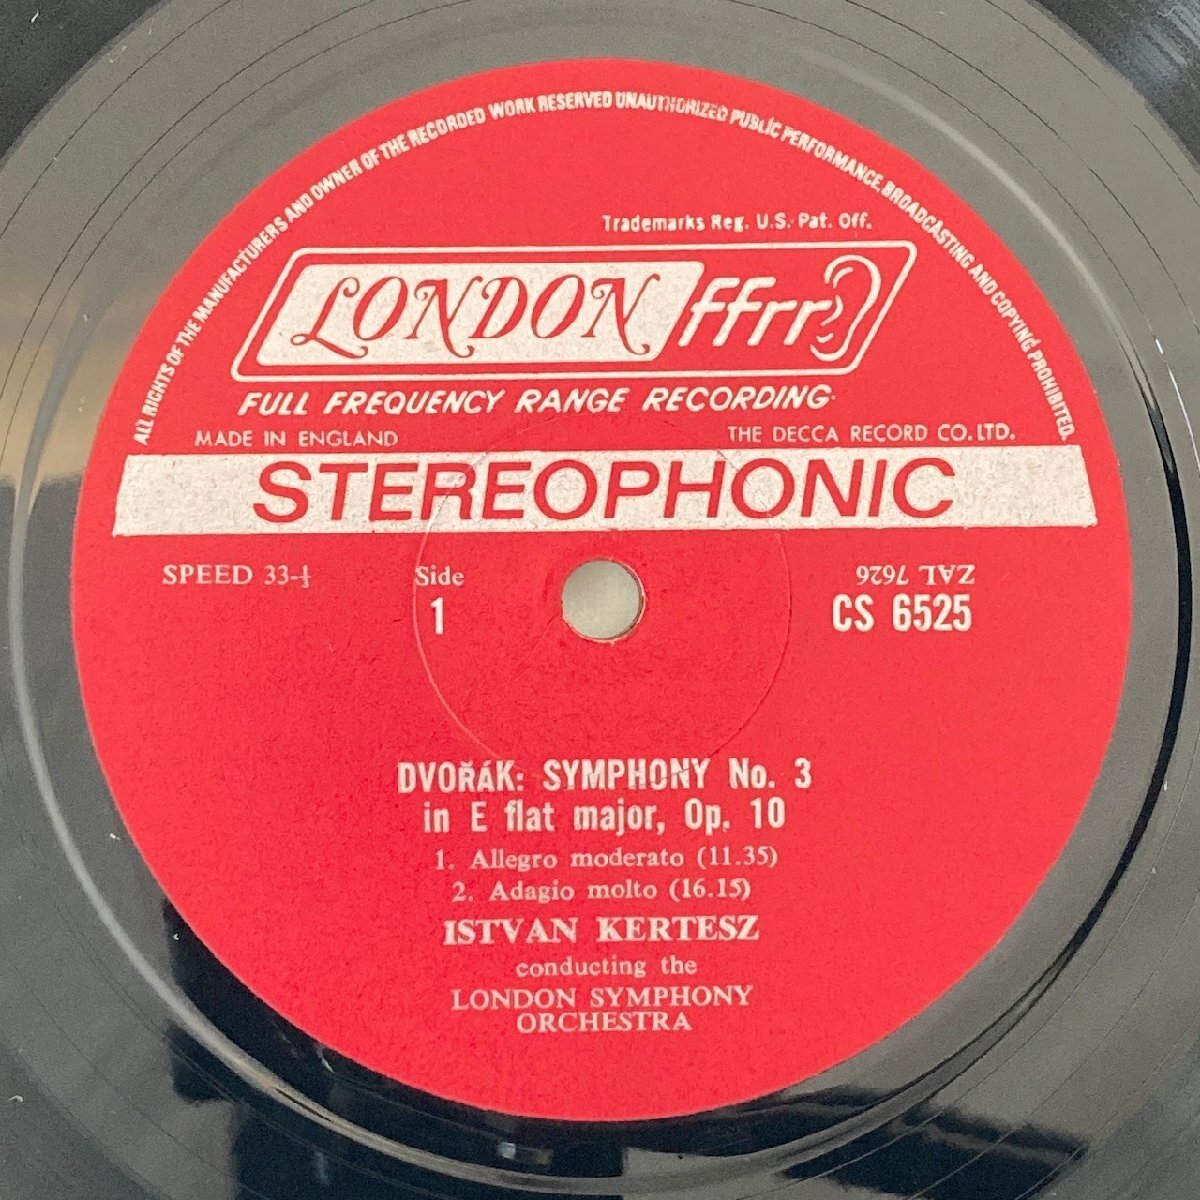 ALL RIGHTS OF THE MANUFACTURERS AND OWNER OF THE RECORDED WORK RESERVED UNAUTHORIZED PUBLIC PERFORMANCE, BROADCASTING AND COPYING PROHIBITED.
Trademarks Reg. U.S. Pat. Off.
LONDON ffrr
FULL FREQUENCY RANGE RECORDING
MADE IN ENGLAND THE DECCA RECORD CO. LTD.
STEREOPHONIC
SPEED 33-⅓ Side ZAL 7626
1 CS 6525
DVOŘÁK: SYMPHONY No. 3
in E flat major, Op. 10
1. Allegro moderato (11.35)
2. Adagio molto (16.15)
ISTVAN KERTESZ
conducting the
LONDON SYMPHONY
ORCHESTRA